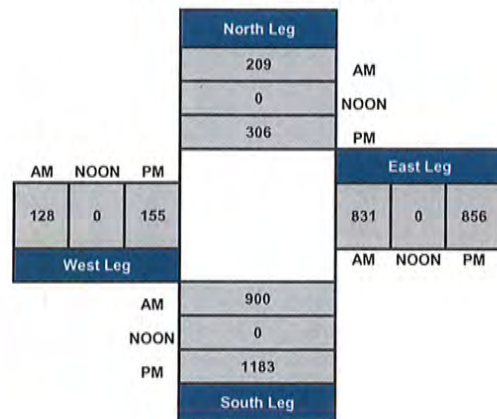 North Leg
209 AM
0 NOON
306 PM
AM NOON PM
East Leg
128 0 155
831 0 856
West Leg
AM NOON PM
AM 900
NOON 0
PM 1183
South Leg